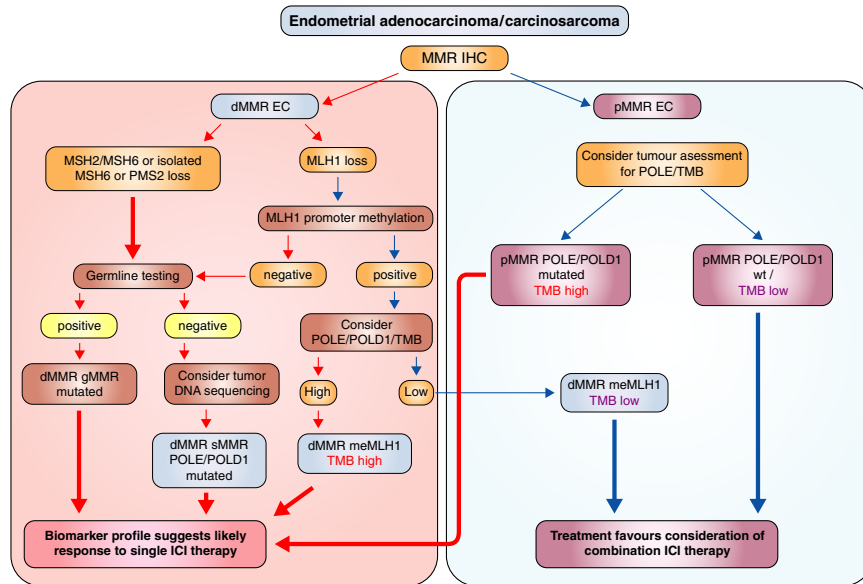 Endometrial adenocarcinoma/carcinosarcoma
MMR IHC
dMMR EC
pMMR EC
MSH2/MSH6 or isolated
MSH6 or PMS2 loss
MLH1 loss
Consider tumour asessment
for POLE/TMB
MLH1 promoter methylation
Germline testing
negative
positive
pMMR POLE/POLD1
mutated
TMB high
pMMR POLE/POLD1
wt /
TMB low
positive
negative
Consider
POLE/POLD1/TMB
dMMR gMMR
mutated
Consider tumor
DNA sequencing
High
Low
dMMR meMLH1
TMB low
dMMR sMMR
POLE/POLD1
mutated
dMMR meMLH1
TMB high
Biomarker profile suggests likely
response to single ICI therapy
Treatment favours consideration of
combination ICI therapy